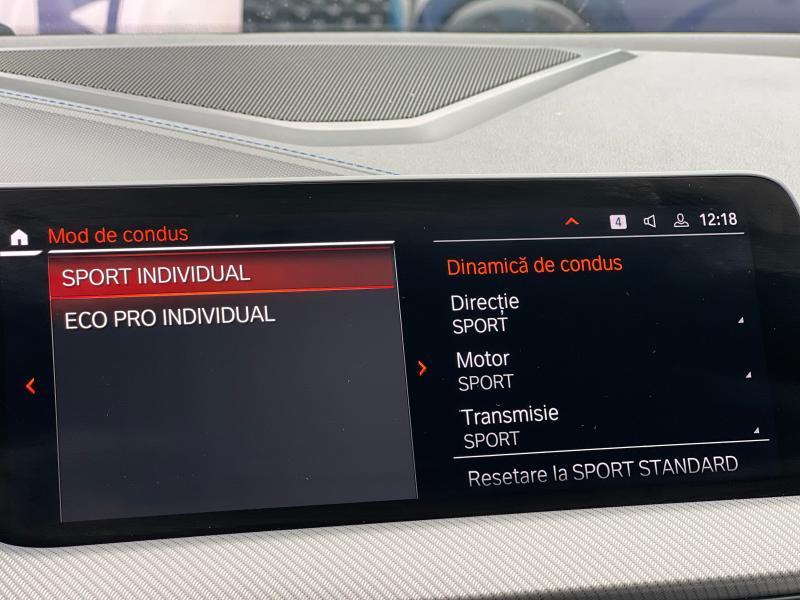 Mod de condus
SPORT INDIVIDUAL
ECO PRO INDIVIDUAL
4
12:18
Dinamică de condus
Direcție
SPORT
Motor
SPORT
Transmisie
SPORT
Resetare la SPORT STANDARD